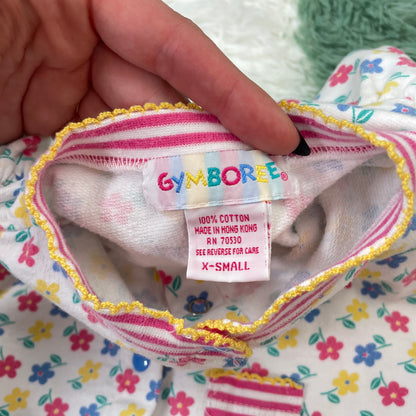 GYMBOREE®
100% COTTON
MADE IN HONG KONG
RN 70530
SEE REVERSE FOR CARE
X-SMALL